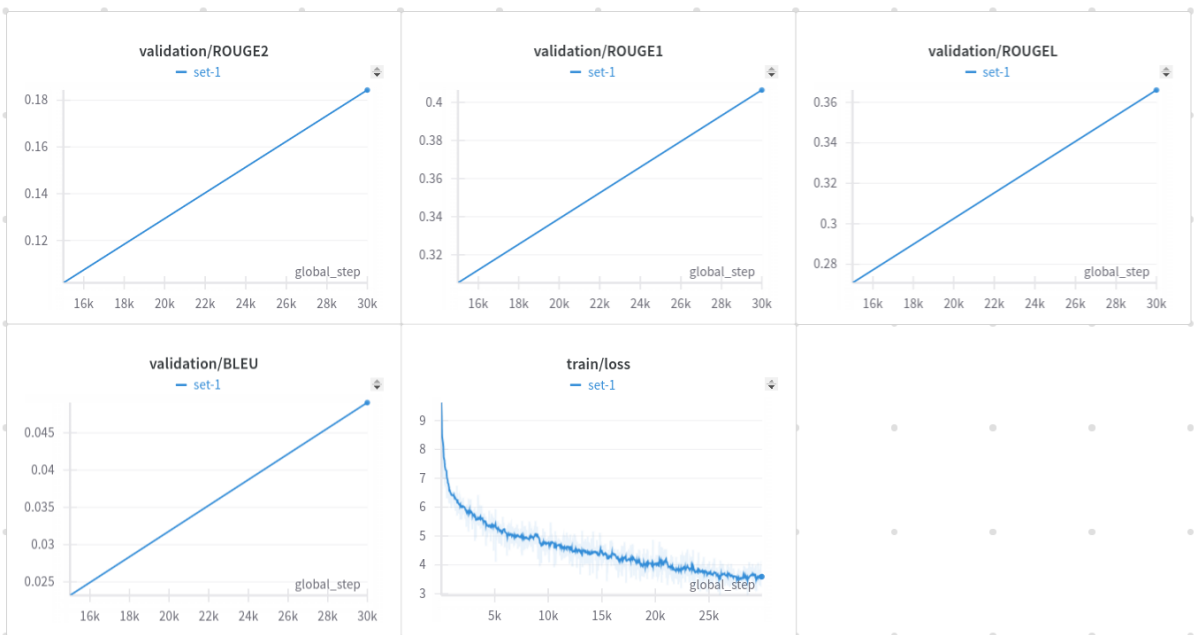 validation/ROUGE2
set-1
0.18
0.16
0.14
0.12
global_step
16k 18k 20k 22k 24k 26k 28k 30k
validation/ROUGE1
set-1
0.4
0.38
0.36
0.34
0.32
global_step
16k 18k 20k 22k 24k 26k 28k 30k
validation/ROUGEL
set-1
0.36
0.34
0.32
0.3
0.28
global_step
16k 18k 20k 22k 24k 26k 28k 30k
validation/BLEU
set-1
0.045
0.04
0.035
0.03
0.025
global_step
16k 18k 20k 22k 24k 26k 28k 30k
train/loss
set-1
9
8
7
6
5
4
3
global_step
5k 10k 15k 20k 25k